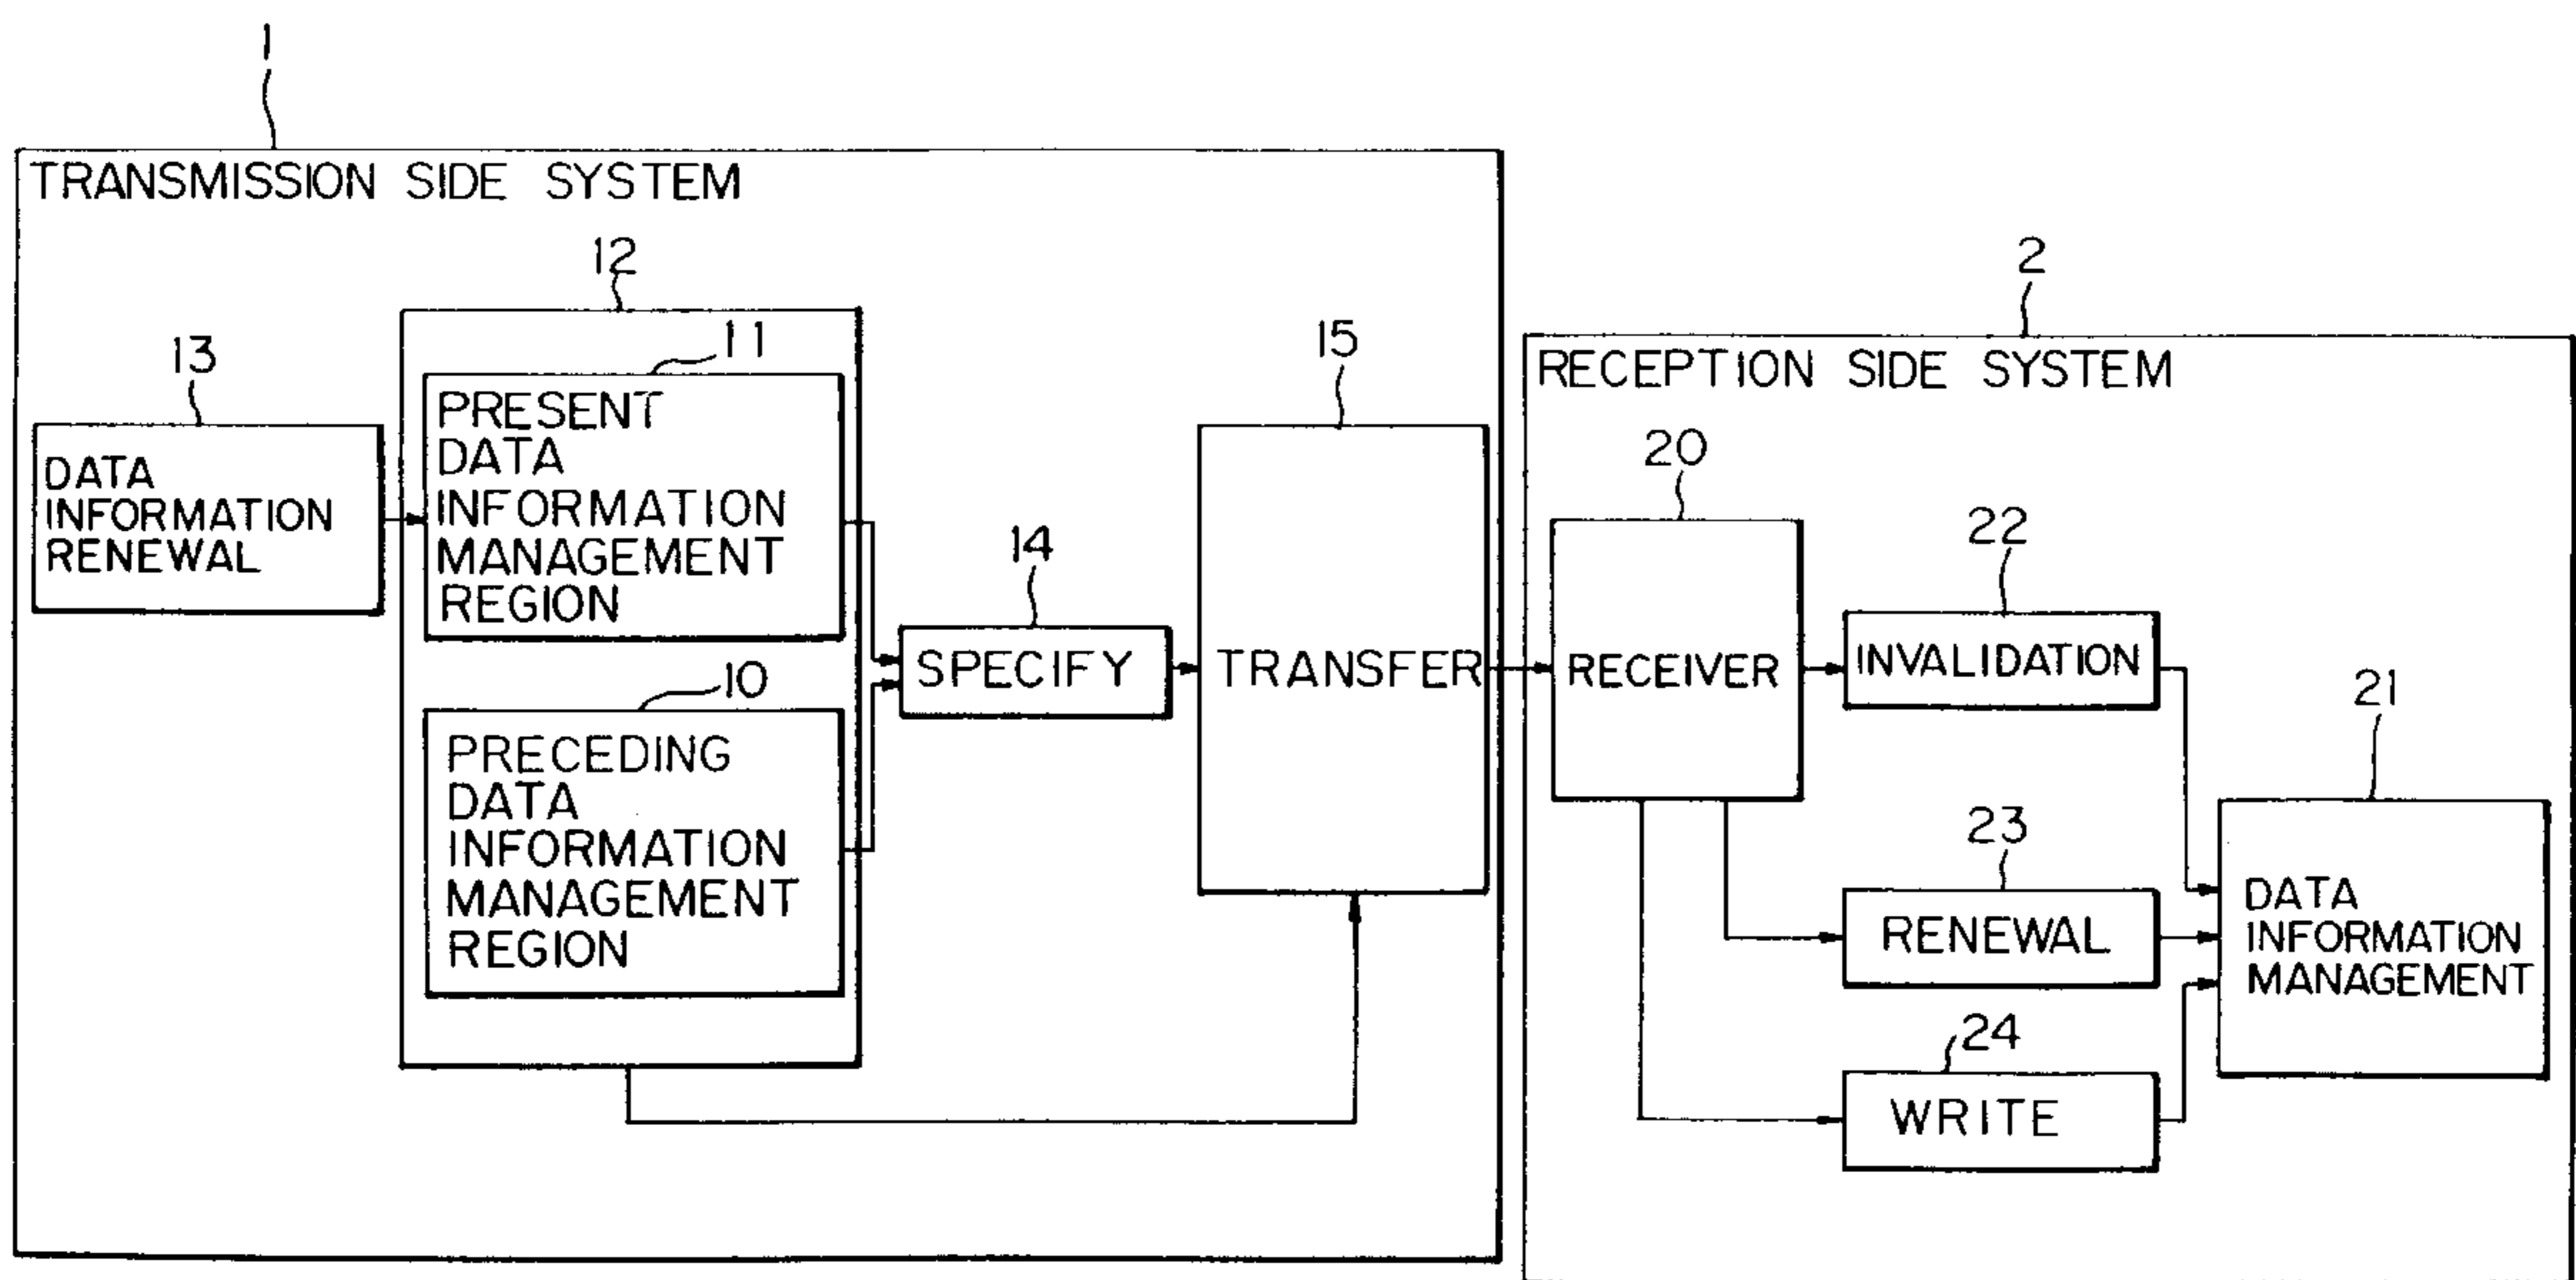 1
TRANSMISSION SIDE SYSTEM
12
11
PRESENT
DATA
INFORMATION
MANAGEMENT
REGION
13
DATA
INFORMATION
RENEWAL
10
PRECEDING
DATA
INFORMATION
MANAGEMENT
REGION
14
SPECIFY
15
TRANSFER
2
RECEPTION SIDE SYSTEM
20
RECEIVER
22
INVALIDATION
23
RENEWAL
24
WRITE
21
DATA
INFORMATION
MANAGEMENT